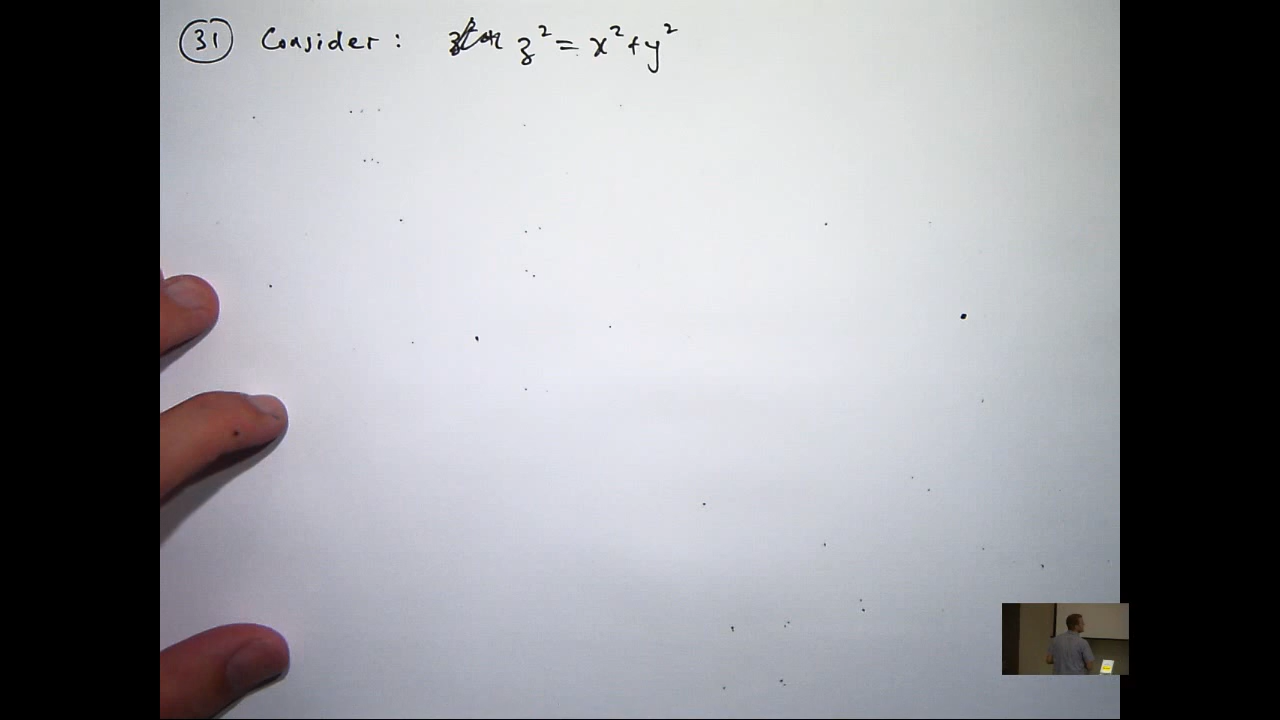 31 Consider: z² = x² + y²